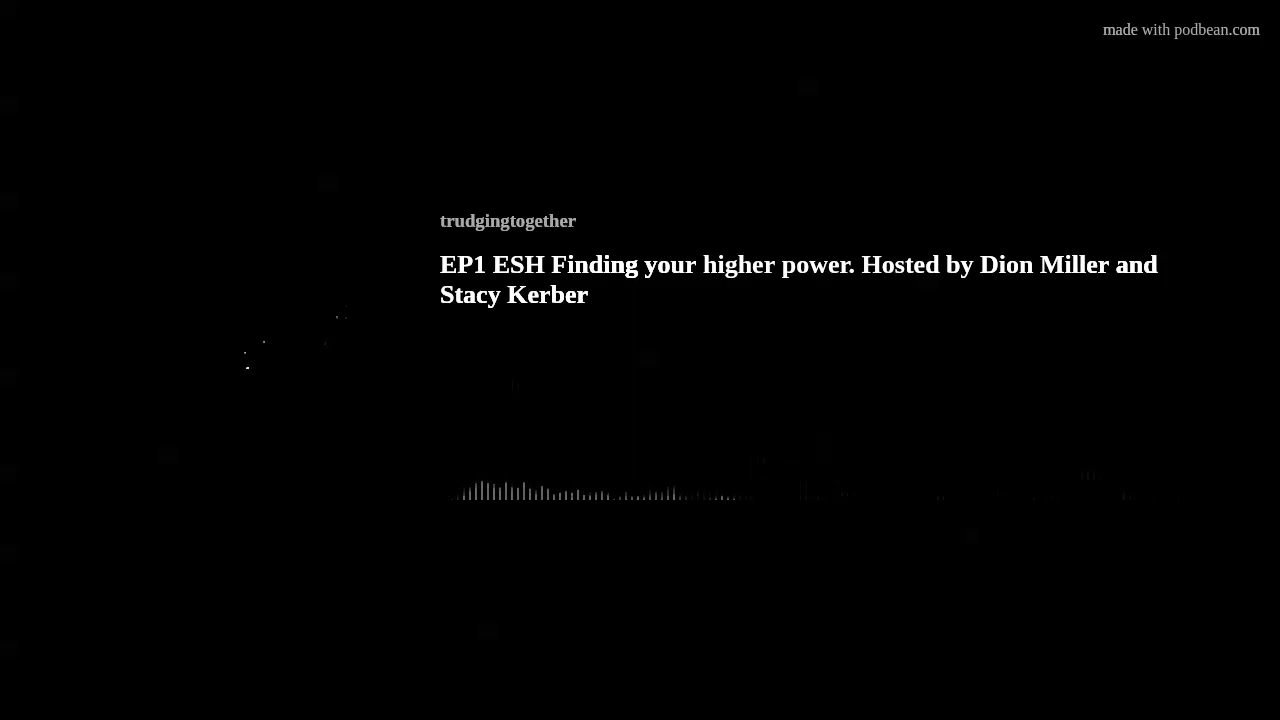 made with podbean.com
trudgingtogether
EP1 ESH Finding your higher power. Hosted by Dion Miller and
Stacy Kerber